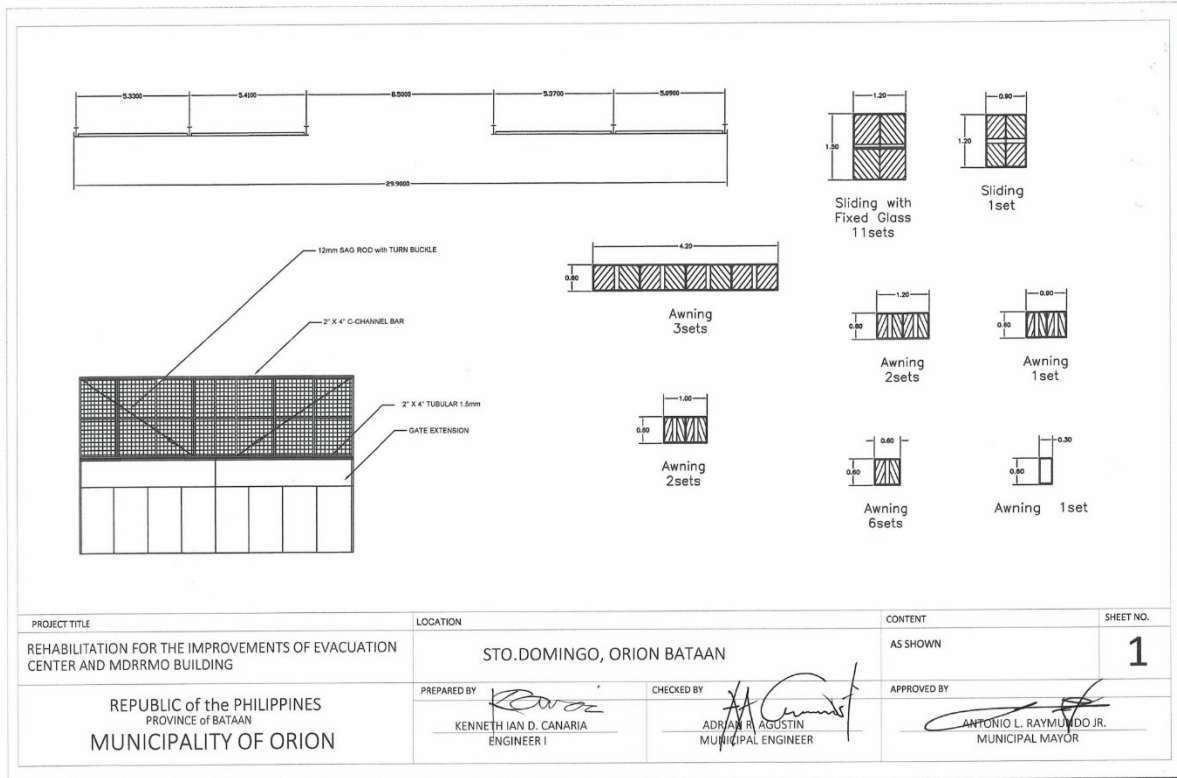 5.3300
5.4100
8.5000
5.3700
5.0900
29.9000
1.20
1.50
Sliding with
Fixed Glass
11sets
0.90
1.20
Sliding
1set
12mm SAG ROD with TURN BUCKLE
2" X 4" C-CHANNEL BAR
2" X 4" TUBULAR 1.5mm
GATE EXTENSION
4.20
0.60
Awning
3sets
1.20
0.60
Awning
2sets
0.90
0.60
Awning
1set
1.00
0.60
Awning
2sets
0.60
0.60
Awning
6sets
0.30
0.60
Awning 1set
PROJECT TITLE
REHABILITATION FOR THE IMPROVEMENTS OF EVACUATION
CENTER AND MDRRMO BUILDING
LOCATION
STO.DOMINGO, ORION BATAAN
CONTENT
AS SHOWN
SHEET NO.
1
REPUBLIC of the PHILIPPINES
PROVINCE of BATAAN
MUNICIPALITY OF ORION
PREPARED BY
KENNETH IAN D. CANARIA
ENGINEER I
CHECKED BY
ADRIAN R. AGUSTIN
MUNICIPAL ENGINEER
APPROVED BY
ANTONIO L. RAYMUNDO JR.
MUNICIPAL MAYOR